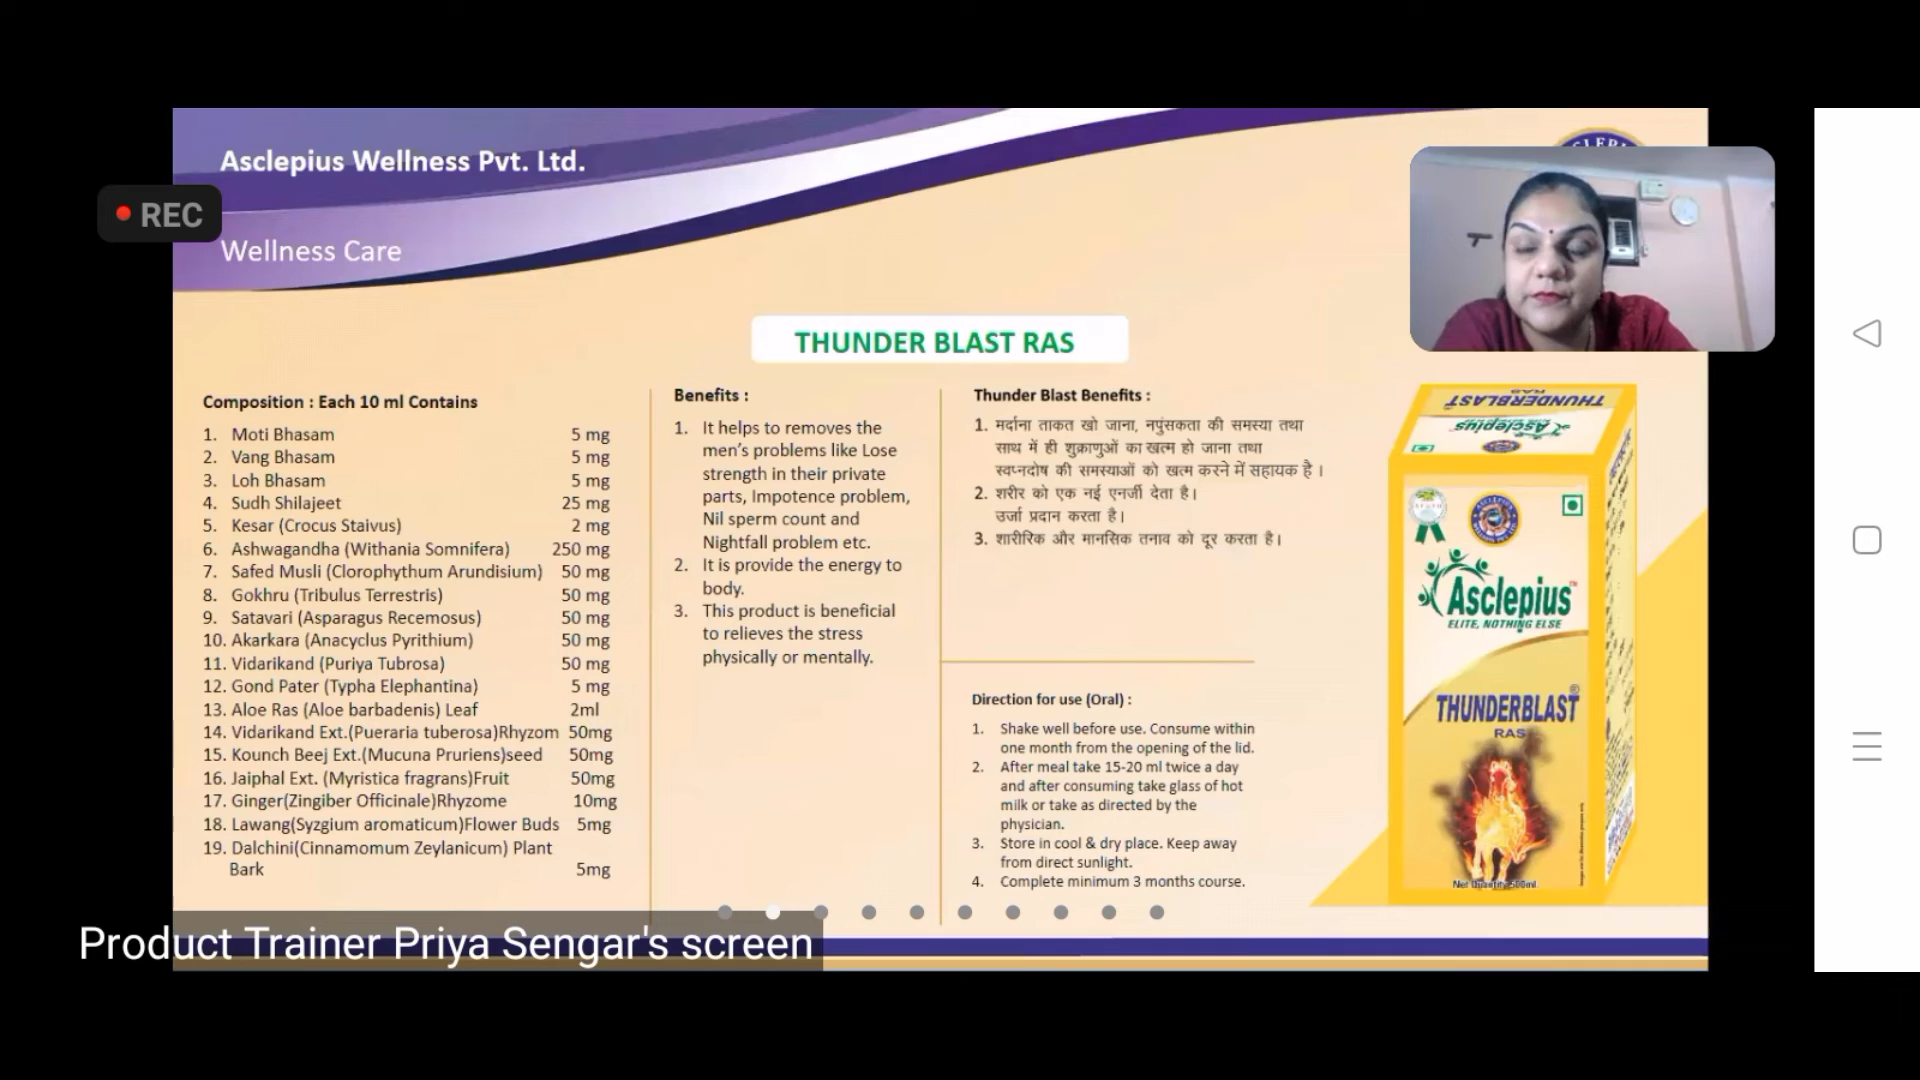 Asclepius Wellness Pvt. Ltd.
REC
Wellness Care
THUNDER BLAST RAS
Composition : Each 10 ml Contains
1. Moti Bhasam 5 mg
2. Vang Bhasam 5 mg
3. Loh Bhasam 5 mg
4. Sudh Shilajeet 25 mg
5. Kesar (Crocus Staivus) 2 mg
6. Ashwagandha (Withania Somnifera) 250 mg
7. Safed Musli (Clorophythum Arundisium) 50 mg
8. Gokhru (Tribulus Terrestris) 50 mg
9. Satavari (Asparagus Recemosus) 50 mg
10. Akarkara (Anacyclus Pyrithium) 50 mg
11. Vidarikand (Puriya Tubrosa) 50 mg
12. Gond Pater (Typha Elephantina) 5 mg
13. Aloe Ras (Aloe barbadenis) Leaf 2ml
14. Vidarikand Ext.(Pueraria tuberosa)Rhyzom 50mg
15. Kounch Beej Ext.(Mucuna Pruriens)seed 50mg
16. Jaiphal Ext. (Myristica fragrans)Fruit 50mg
17. Ginger(Zingiber Officinale)Rhyzome 10mg
18. Lawang(Syzgium aromaticum)Flower Buds 5mg
19. Dalchini(Cinnamomum Zeylanicum) Plant
Bark 5mg
Benefits :
1. It helps to removes the
men's problems like Lose
strength in their private
parts, Impotence problem,
Nil sperm count and
Nightfall problem etc.
2. It is provide the energy to
body.
3. This product is beneficial
to relieves the stress
physically or mentally.
Thunder Blast Benefits :
1. मर्दाना ताकत खो जाना, नपुंसकता की समस्या तथा
साथ में ही शुक्राणुओं का खत्म हो जाना तथा
स्वप्नदोष की समस्याओं को खत्म करने में सहायक है ।
2. शरीर को एक नई एनर्जी देता है।
उर्जा प्रदान करता है।
3. शारीरिक और मानसिक तनाव को दूर करता है।
Direction for use (Oral) :
1. Shake well before use. Consume within
one month from the opening of the lid.
2. After meal take 15-20 ml twice a day
and after consuming take glass of hot
milk or take as directed by the
physician.
3. Store in cool & dry place. Keep away
from direct sunlight.
4. Complete minimum 3 months course.
THUNDERBLAST
RAS
Asclepius
Asclepius
ELITE, NOTHING ELSE
THUNDERBLAST
RAS
Net Quantity 500ml
Product Trainer Priya Sengar's screen